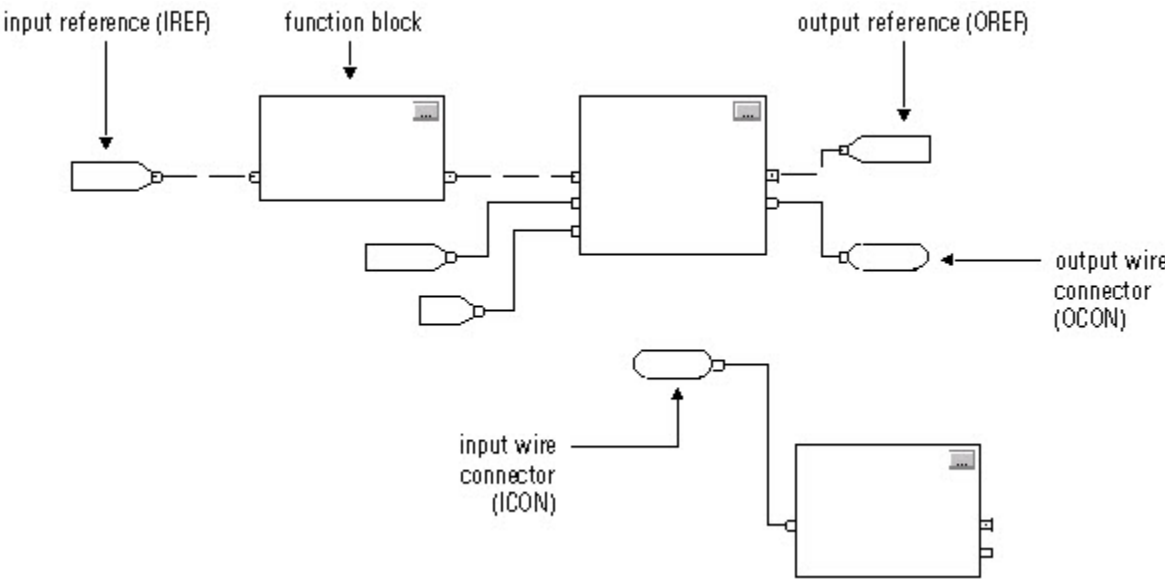 input reference (IREF)
function block
output reference (OREF)
...
...
output wire
connector
(OCON)
input wire
connector
(ICON)
...